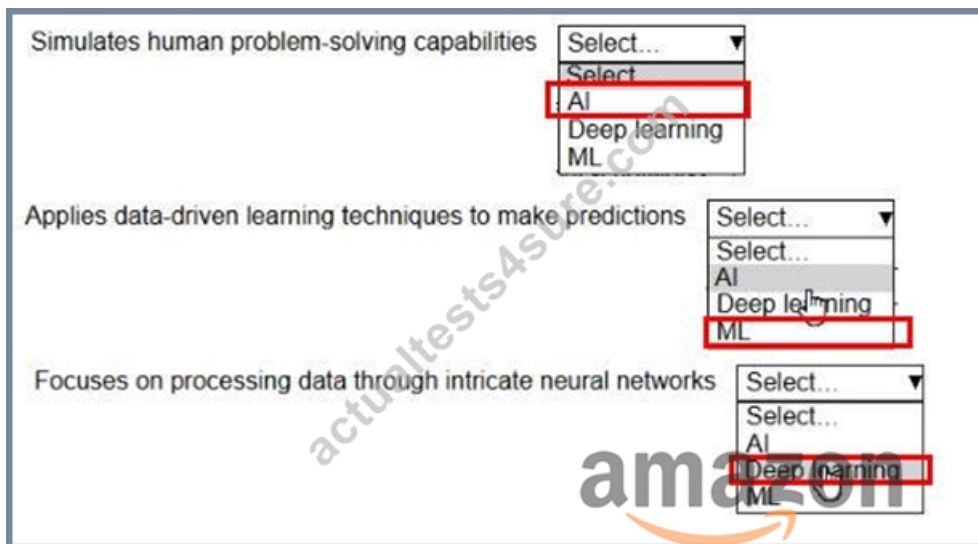 Simulates human problem-solving capabilities Select...
Select
AI
Deep learning
ML
Applies data-driven learning techniques to make predictions Select...
Select...
AI
Deep learning
ML
Focuses on processing data through intricate neural networks Select...
Select...
AI
Deep learning
ML
actualtests4sure.com
amazon